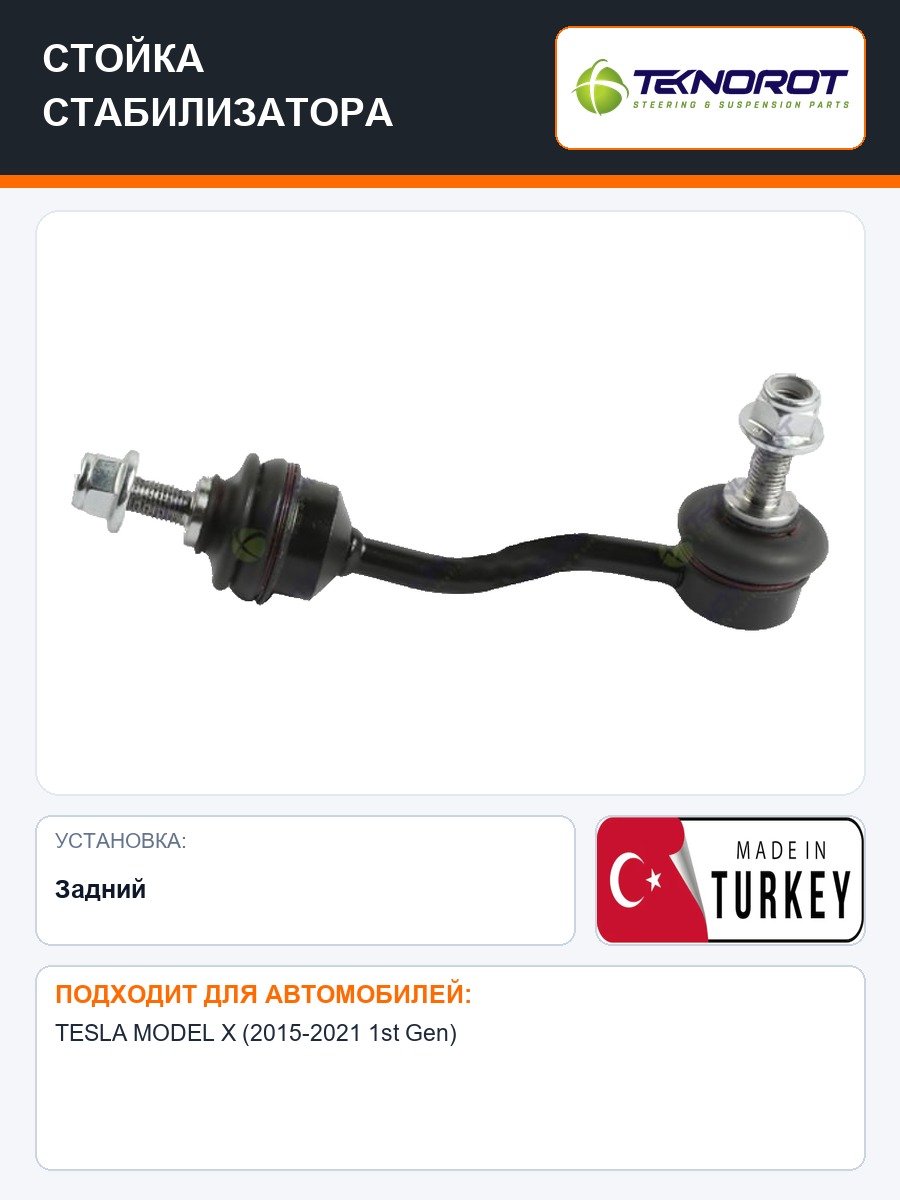 СТОЙКА
СТАБИЛИЗАТОРА
TEKNOROT
STEERING & SUSPENSION PARTS
УСТАНОВКА:
Задний
MADE IN
TURKEY
ПОДХОДИТ ДЛЯ АВТОМОБИЛЕЙ:
TESLA MODEL X (2015-2021 1st Gen)